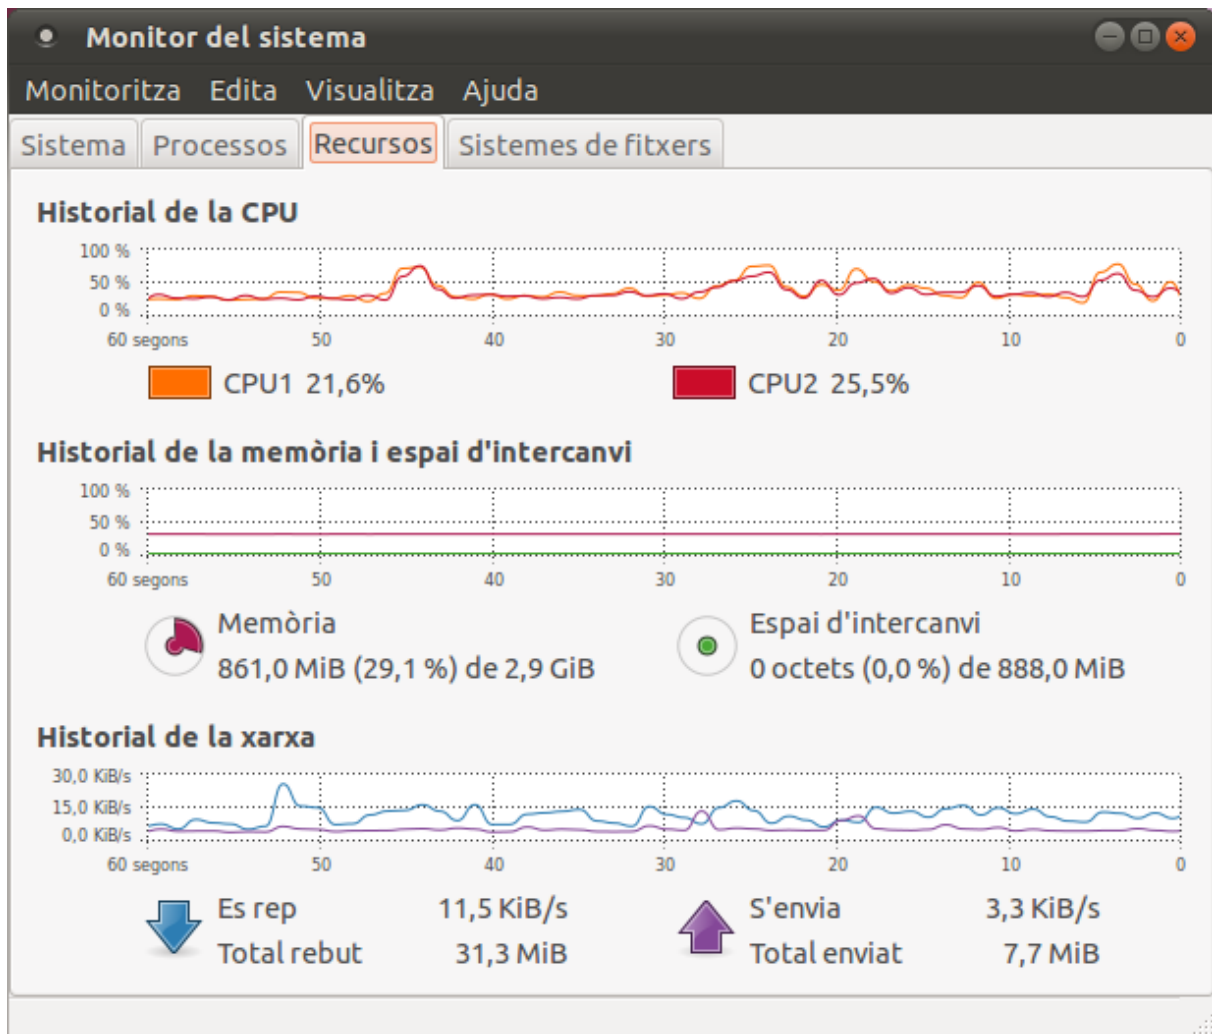 Monitor del sistema
Monitoritza Edita Visualitza Ajuda
Sistema Processos Recursos Sistemes de fitxers
Historial de la CPU
100 %
50 %
0 %
60 segons 50 40 30 20 10 0
CPU1 21,6% CPU2 25,5%
Historial de la memòria i espai d'intercanvi
100 %
50 %
0 %
60 segons 50 40 30 20 10 0
Memòria Espai d'intercanvi
861,0 MiB (29,1 %) de 2,9 GiB 0 octets (0,0 %) de 888,0 MiB
Historial de la xarxa
30,0 KiB/s
15,0 KiB/s
0,0 KiB/s
60 segons 50 40 30 20 10 0
Es rep 11,5 KiB/s S'envia 3,3 KiB/s
Total rebut 31,3 MiB Total enviat 7,7 MiB